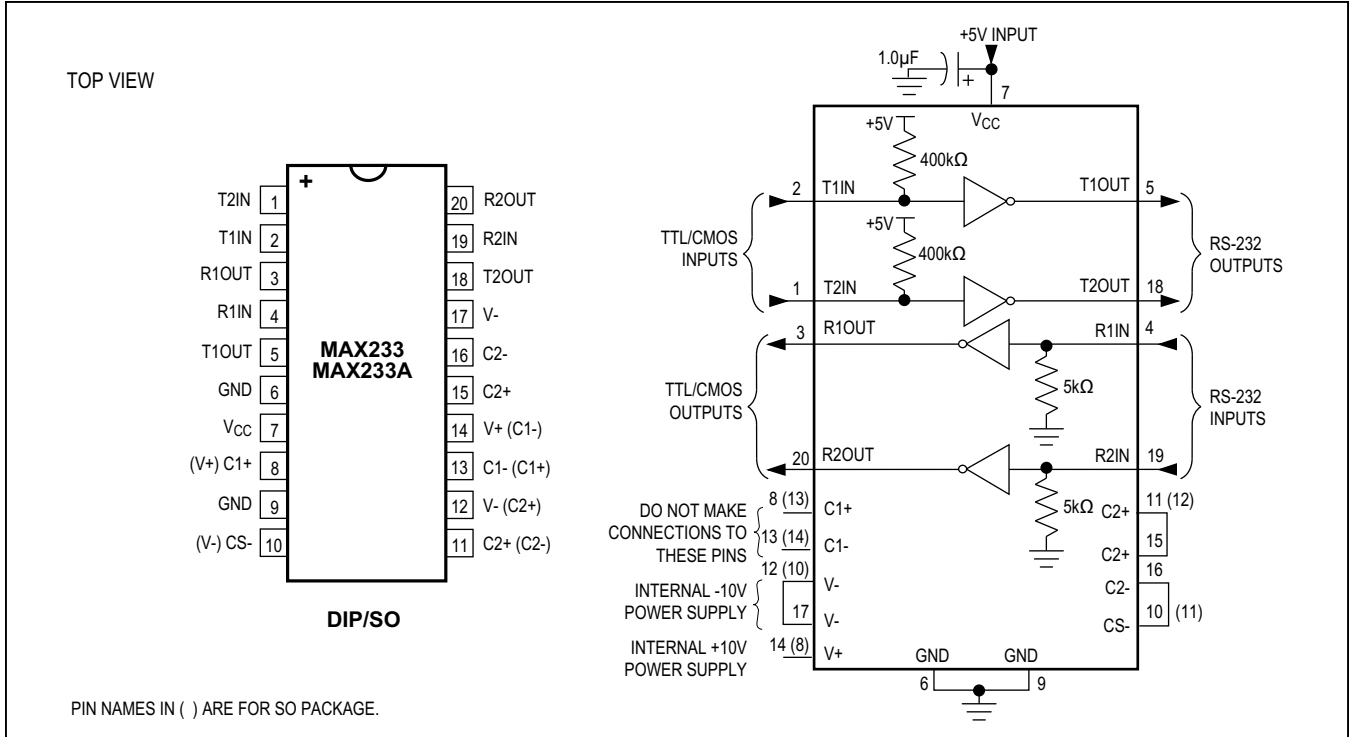 TOP VIEW
+
T2IN 1
T1IN 2
R1OUT 3
R1IN 4
T1OUT 5
GND 6
VCC 7
(V+) C1+ 8
GND 9
(V-) CS- 10
MAX233
MAX233A
20 R2OUT
19 R2IN
18 T2OUT
17 V-
16 C2-
15 C2+
14 V+ (C1-)
13 C1- (C1+)
12 V- (C2+)
11 C2+ (C2-)
DIP/SO
PIN NAMES IN ( ) ARE FOR SO PACKAGE.
+5V INPUT
1.0µF
+
7
VCC
+5V
400kΩ
2 T1IN
T1OUT 5
+5V
400kΩ
TTL/CMOS
INPUTS
RS-232
OUTPUTS
1 T2IN
T2OUT 18
3 R1OUT
R1IN 4
5kΩ
TTL/CMOS
OUTPUTS
RS-232
INPUTS
20 R2OUT
R2IN 19
5kΩ
DO NOT MAKE
CONNECTIONS TO
THESE PINS
8 (13) C1+
13 (14) C1-
INTERNAL -10V
POWER SUPPLY
12 (10) V-
17 V-
INTERNAL +10V
POWER SUPPLY
14 (8) V+
C2+ 11 (12)
C2+ 15
C2- 16
CS- 10 (11)
GND GND
6 9